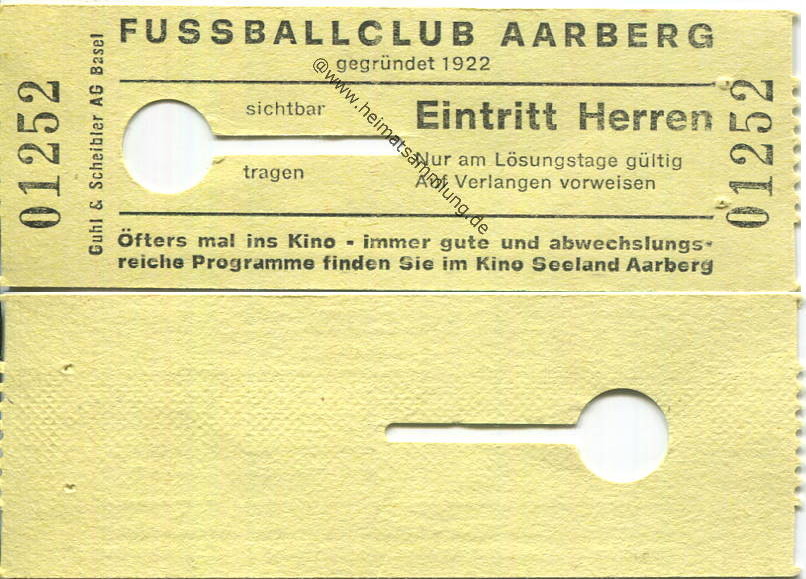 FUSSBALLCLUB AARBERG
gegründet 1922
01252
Guhl & Scheibler AG Basel
sichtbar
tragen
Eintritt Herren
Nur am Lösungstage gültig
Auf Verlangen vorweisen
01252
Öfters mal ins Kino - immer gute und abwechslungs-
reiche Programme finden Sie im Kino Seeland Aarberg
@www.heimatsammlung.de